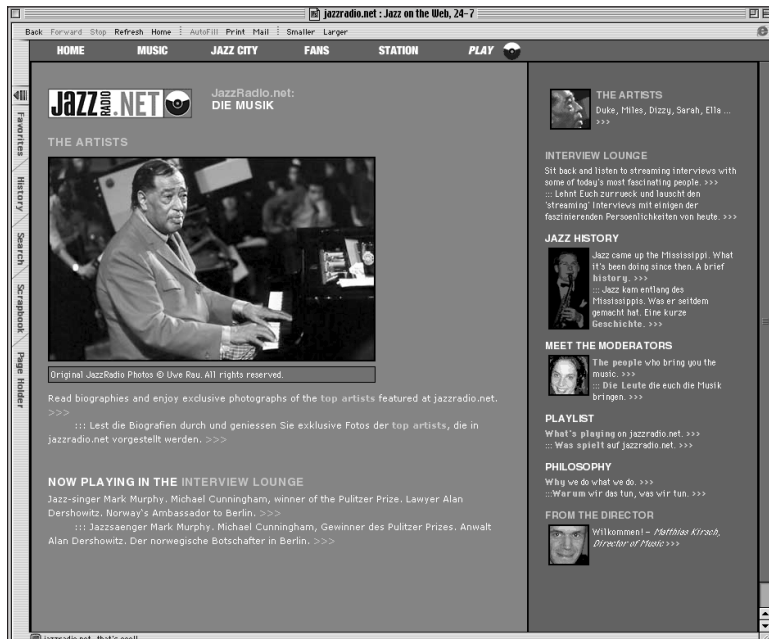 jazzradio.net : Jazz on the Web, 24-7
Back Forward Stop Refresh Home AutoFill Print Mail Smaller Larger
HOME MUSIC JAZZ CITY FANS STATION PLAY
Favorites
History
Search
Scrapbook
Page Holder
JAZZ RADIO .NET
JazzRadio.net:
DIE MUSIK
THE ARTISTS
Original JazzRadio Photos © Uwe Rau. All rights reserved.
Read biographies and enjoy exclusive photographs of the top artists featured at jazzradio.net.
>>>
::: Lest die Biografien durch und geniessen Sie exklusive Fotos der top artists, die in
jazzradio.net vorgestellt werden. >>>
NOW PLAYING IN THE INTERVIEW LOUNGE
Jazz-singer Mark Murphy. Michael Cunningham, winner of the Pulitzer Prize. Lawyer Alan
Dershowitz. Norway's Ambassador to Berlin. >>>
::: Jazzsaenger Mark Murphy. Michael Cunningham, Gewinner des Pulitzer Prizes. Anwalt
Alan Dershowitz. Der norwegische Botschafter in Berlin. >>>
THE ARTISTS
Duke, Miles, Dizzy, Sarah, Ella ...
>>>
INTERVIEW LOUNGE
Sit back and listen to streaming interviews with
some of today's most fascinating people. >>>
::: Lehnt Euch zurrueck und lauscht den
'streaming' Interviews mit einigen der
faszinierenden Persoenlichkeiten von heute. >>>
JAZZ HISTORY
Jazz came up the Mississippi. What
it's been doing since then. A brief
history. >>>
::: Jazz kam entlang des
Mississippis. Was er seitdem
gemacht hat. Eine kurze
Geschichte. >>>
MEET THE MODERATORS
The people who bring you the
music. >>>
::: Die Leute die euch die Musik
bringen. >>>
PLAYLIST
What's playing on jazzradio.net. >>>
::: Was spielt auf jazzradio.net. >>>
PHILOSOPHY
Why we do what we do. >>>
:::Warum wir das tun, was wir tun. >>>
FROM THE DIRECTOR
Wilkommen! – Matthias Kirsch,
Director of Music >>>
jazzradio.net...that's cool!